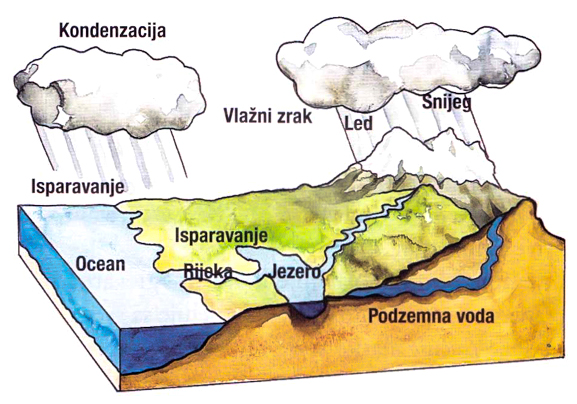 Kondenzacija
Snijeg
Vlažni zrak
Led
Isparavanje
Isparavanje
Ocean
Rijeka
Jezero
Podzemna voda